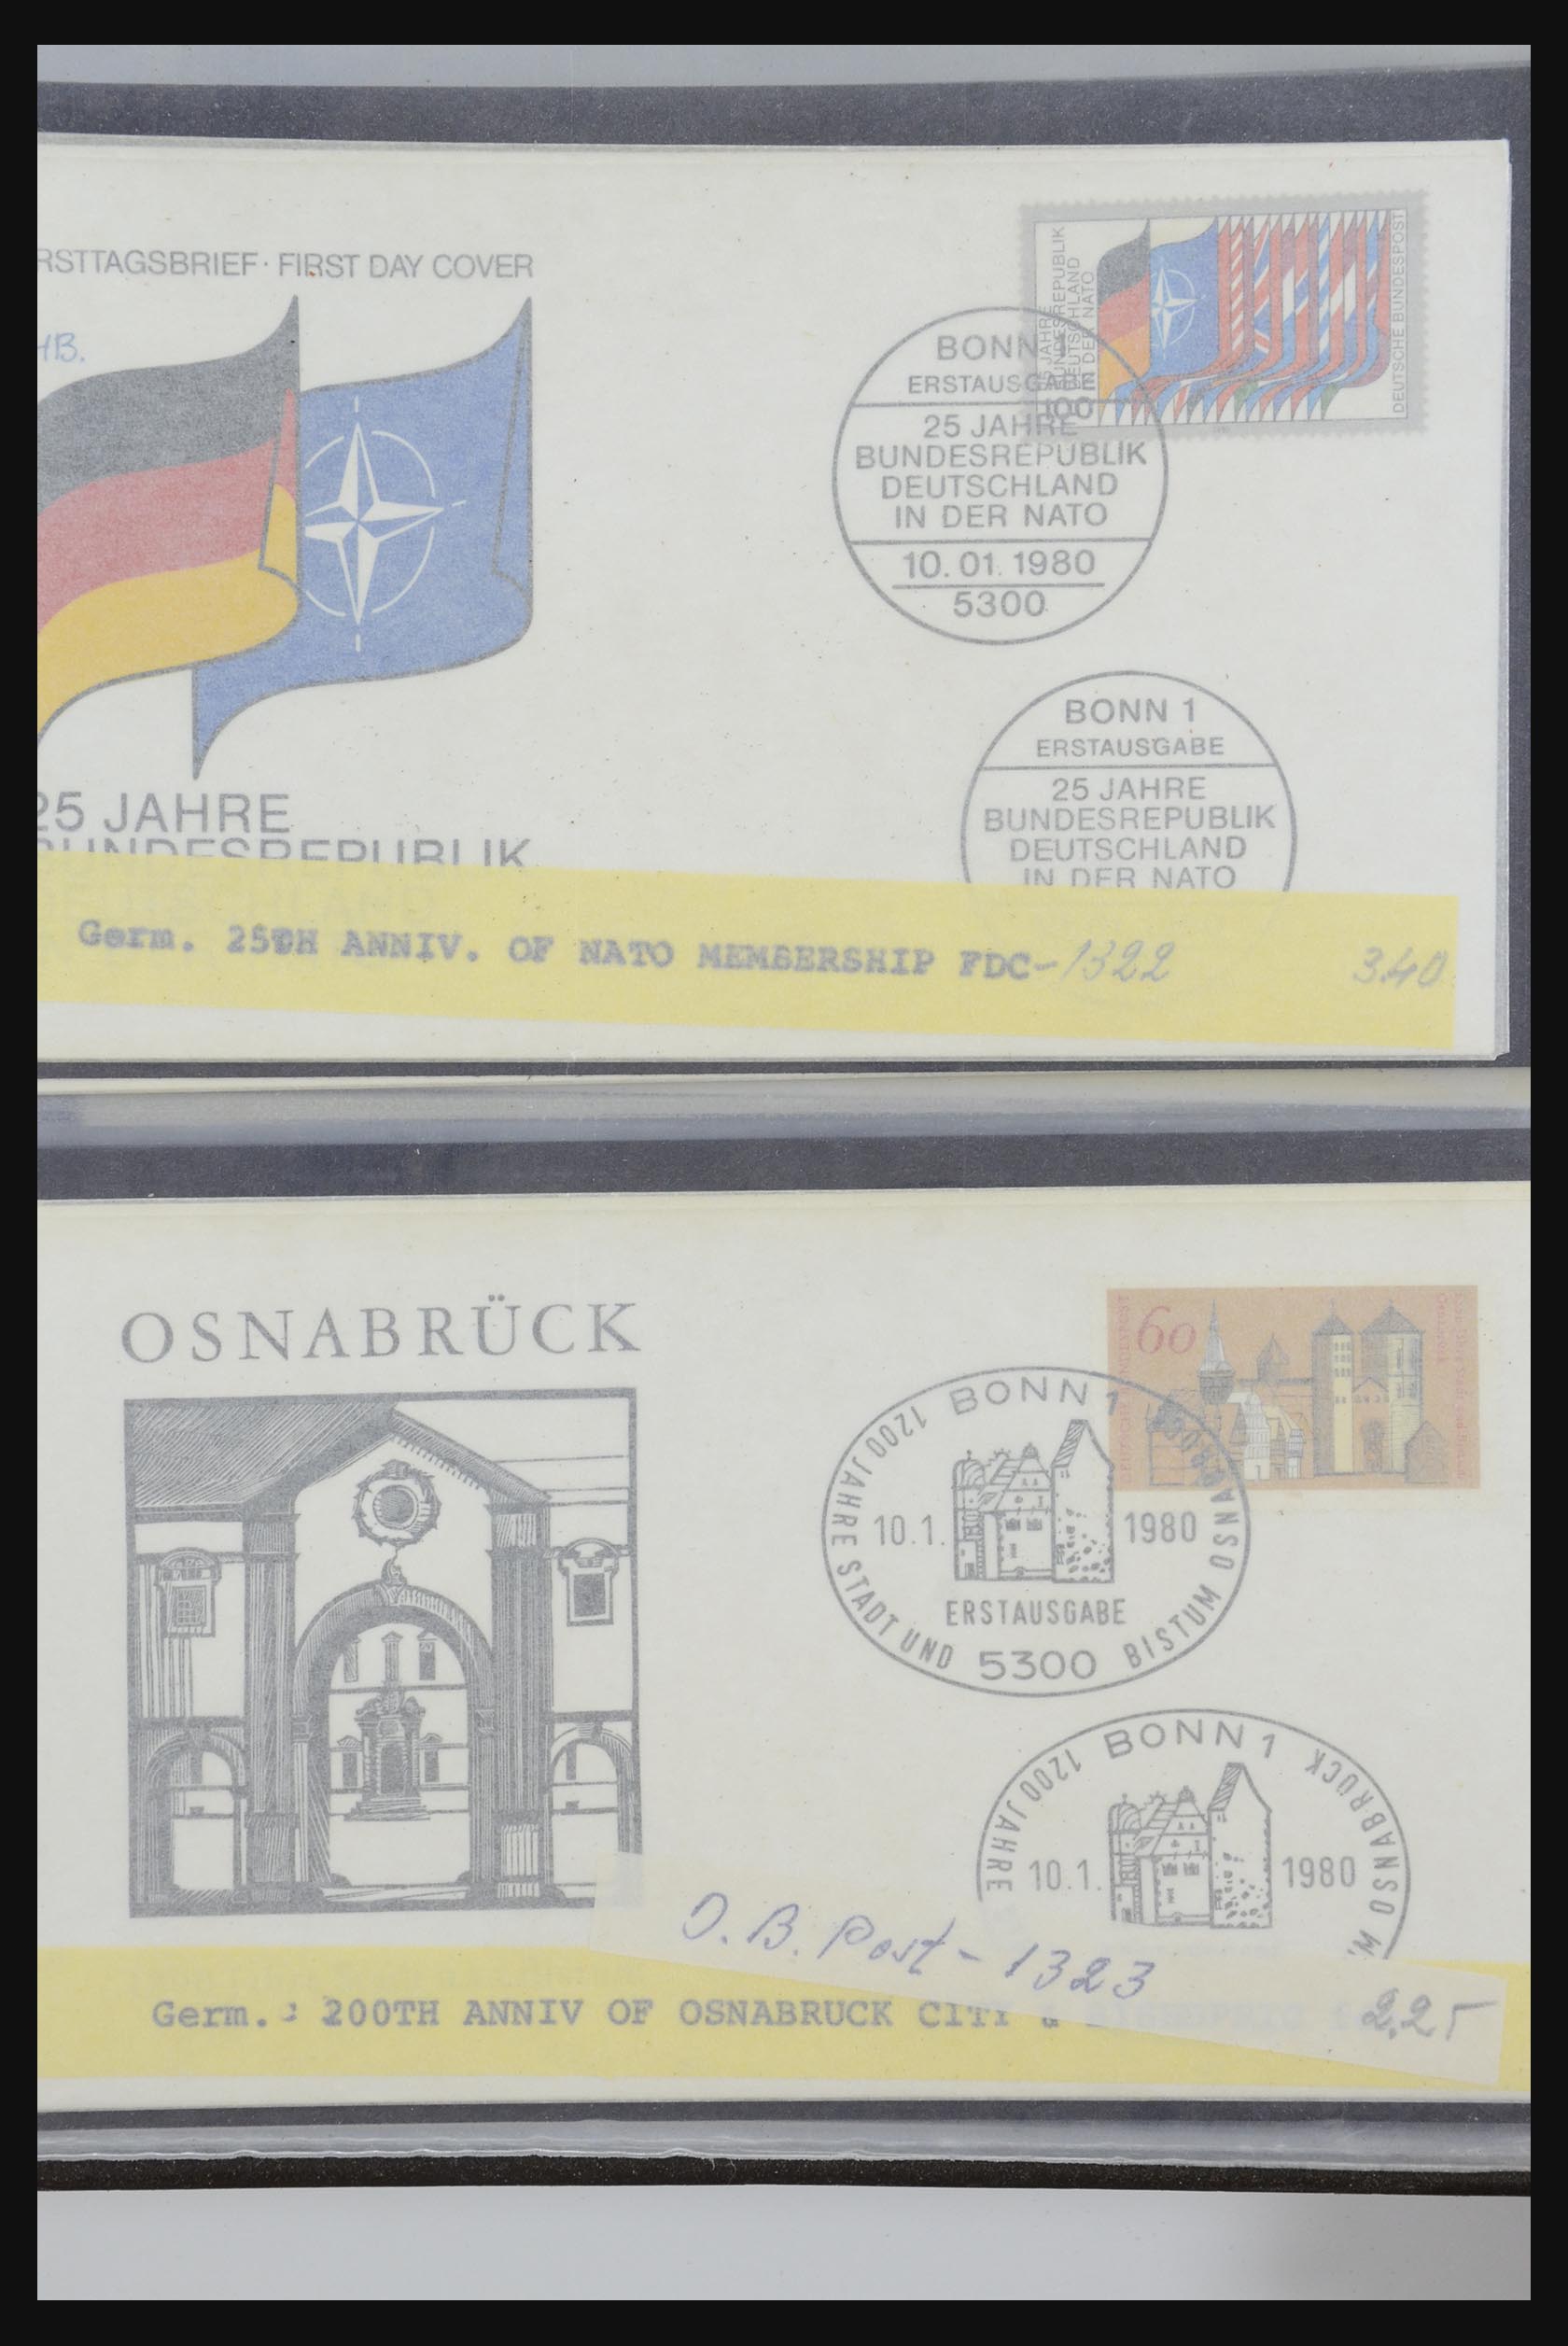 RSTTAGSBRIEF · FIRST DAY COVER
HB.
25 JAHRE
BUNDESREPUBLIK
25 JAHRE
BUNDESREPUBLIK
DEUTSCHLAND
IN DER NATO
100
DEUTSCHE BUNDESPOST
BONN
ERSTAUSGABE
25 JAHRE
BUNDESREPUBLIK
DEUTSCHLAND
IN DER NATO
10.01.1980
5300
BONN 1
ERSTAUSGABE
25 JAHRE
BUNDESREPUBLIK
DEUTSCHLAND
IN DER NATO
Germ. 25TH ANNIV. OF NATO MEMBERSHIP FDC-1322 3.40
OSNABRÜCK
60
BONN 1
1200 JAHRE STADT UND BISTUM OSNABRÜCK
10.1. 1980
ERSTAUSGABE
5300
BONN 1
1200 JAHRE OSNABRÜCK
10.1. 1980
D. B. Post - 1323
Germ. : 200TH ANNIV OF OSNABRUCK CITY & 2,25